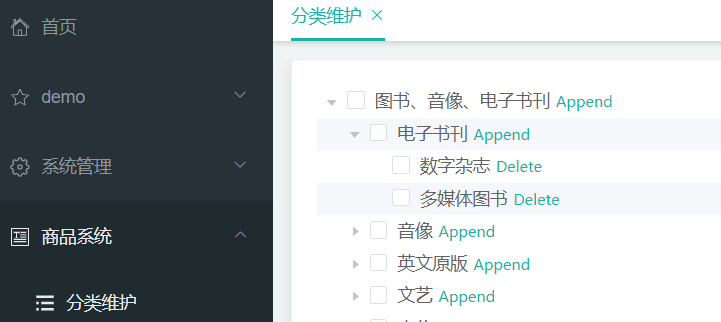 首页
demo
系统管理
商品系统
分类维护
分类维护
图书、音像、电子书刊 Append
电子书刊 Append
数字杂志 Delete
多媒体图书 Delete
音像 Append
英文原版 Append
文艺 Append